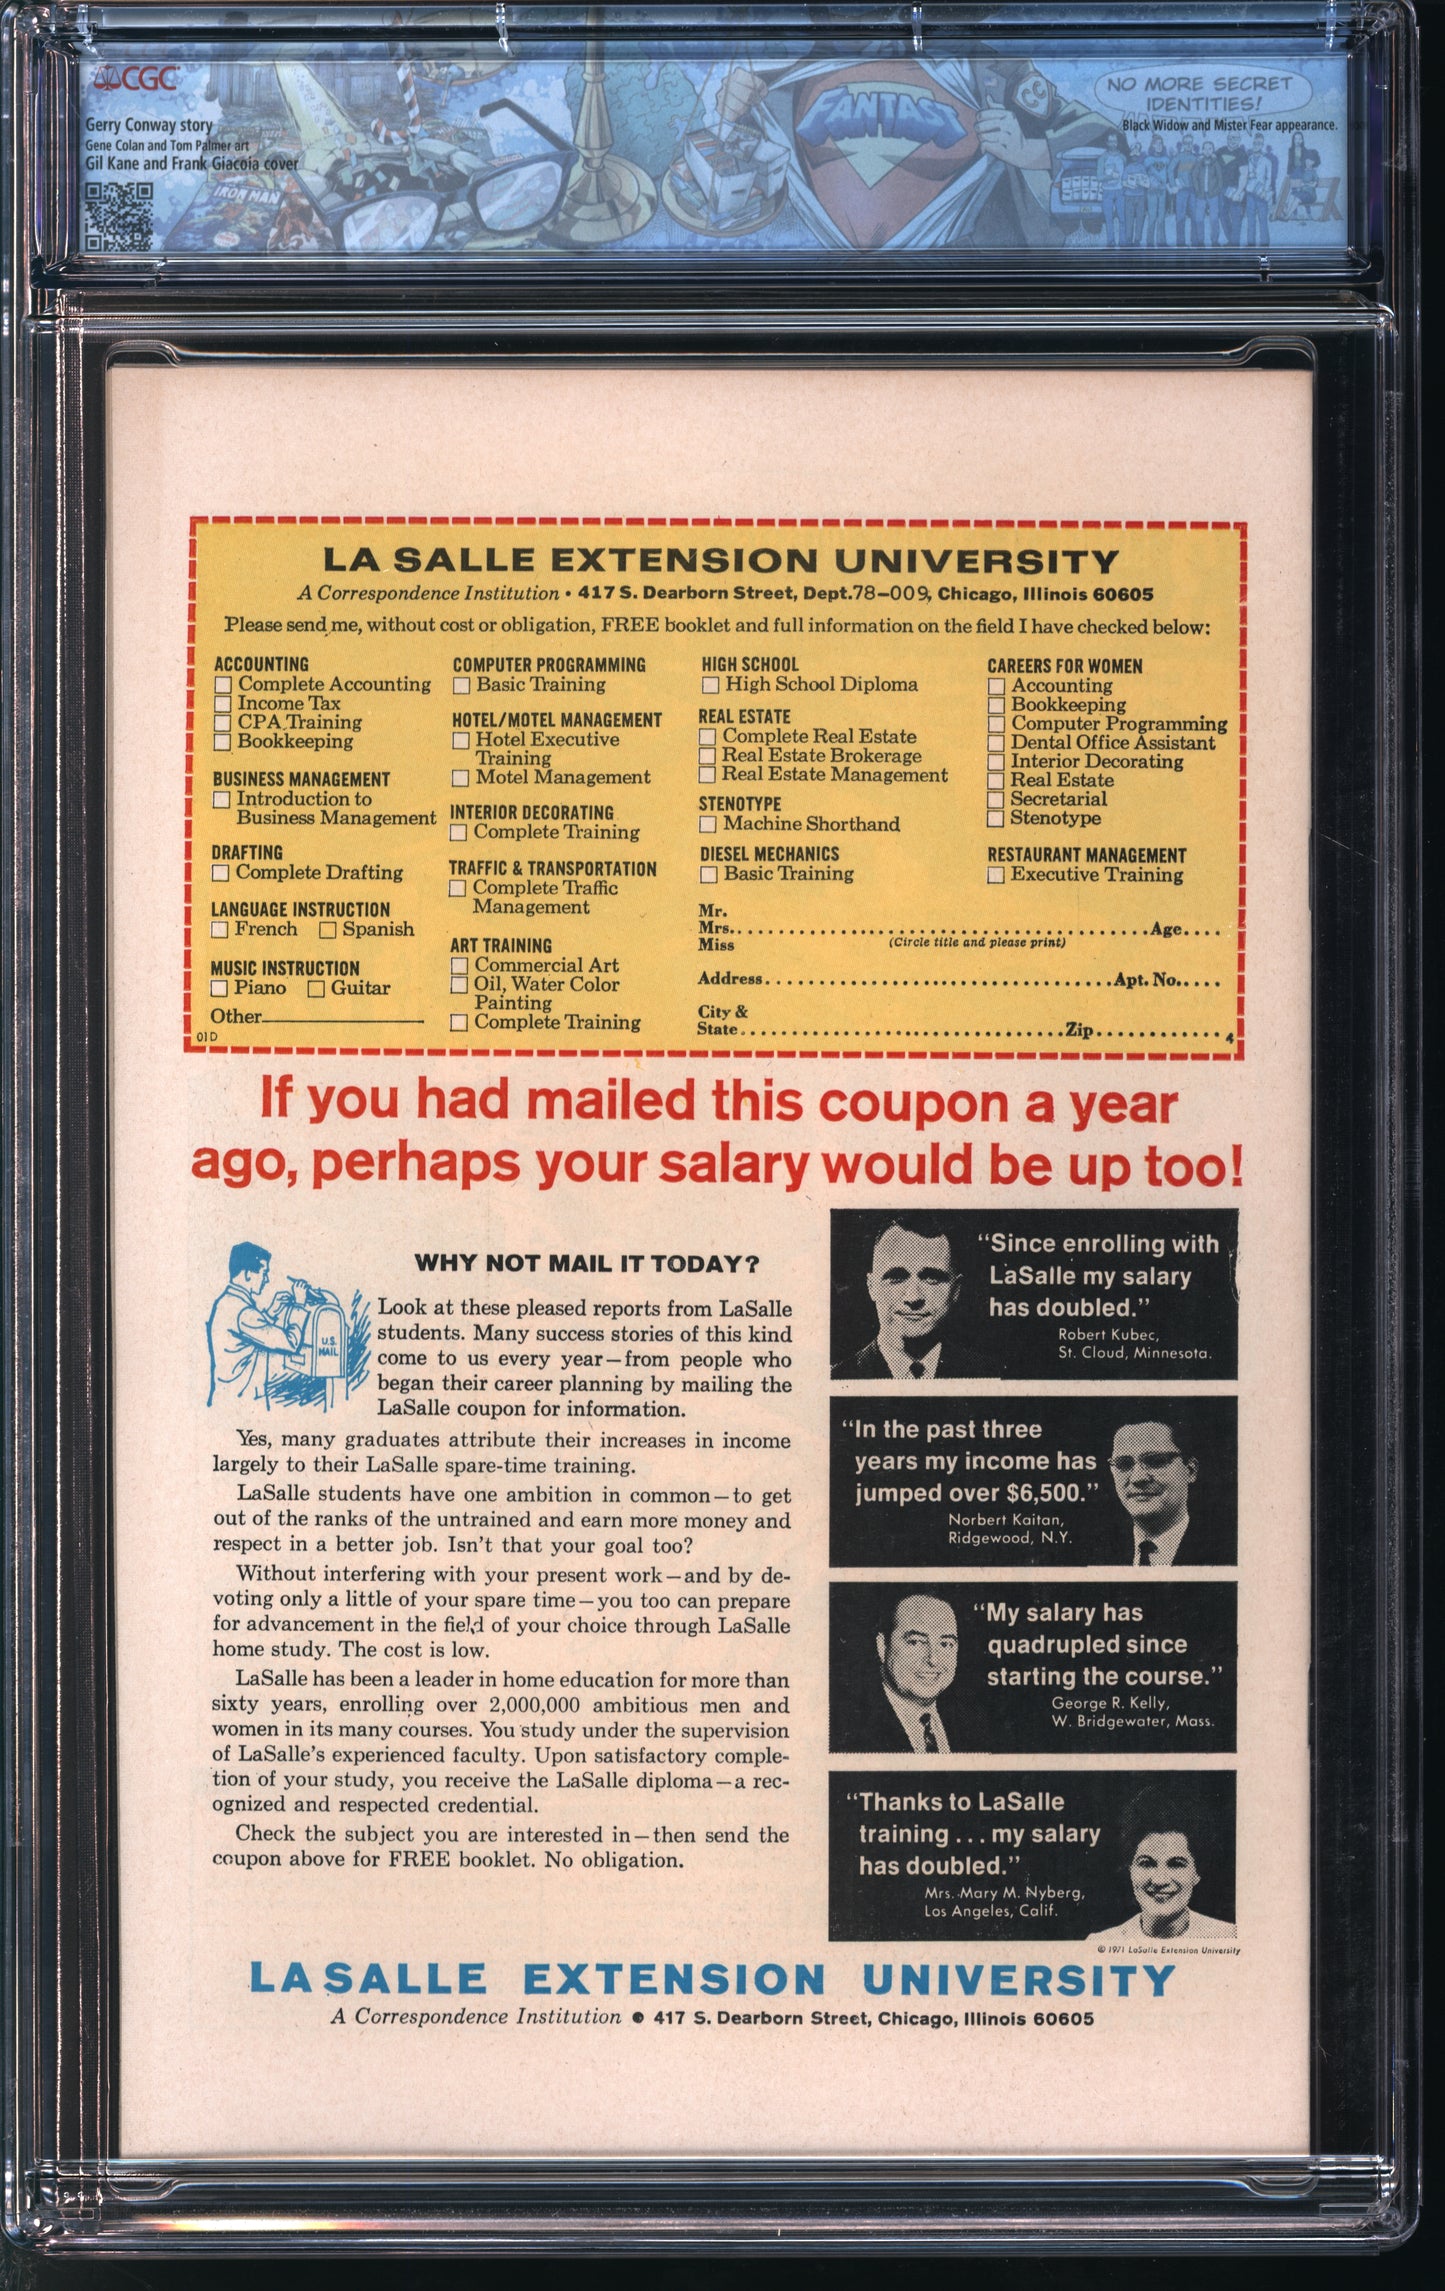 CGC
Gerry Conway story
Gene Colan and Tom Palmer art
Gil Kane and Frank Giacoia cover
IRON MAN
FANTAST
CC
NO MORE SECRET
IDENTITIES!
Black Widow and Mister Fear appearance.
LA SALLE EXTENSION UNIVERSITY
A Correspondence Institution • 417 S. Dearborn Street, Dept.78–009, Chicago, Illinois 60605
Please send me, without cost or obligation, FREE booklet and full information on the field I have checked below:
ACCOUNTING
Complete Accounting
Income Tax
CPA Training
Bookkeeping
BUSINESS MANAGEMENT
Introduction to
Business Management
DRAFTING
Complete Drafting
LANGUAGE INSTRUCTION
French Spanish
MUSIC INSTRUCTION
Piano Guitar
Other
01D
COMPUTER PROGRAMMING
Basic Training
HOTEL/MOTEL MANAGEMENT
Hotel Executive
Training
Motel Management
INTERIOR DECORATING
Complete Training
TRAFFIC & TRANSPORTATION
Complete Traffic
Management
ART TRAINING
Commercial Art
Oil, Water Color
Painting
Complete Training
HIGH SCHOOL
High School Diploma
REAL ESTATE
Complete Real Estate
Real Estate Brokerage
Real Estate Management
STENOTYPE
Machine Shorthand
DIESEL MECHANICS
Basic Training
CAREERS FOR WOMEN
Accounting
Bookkeeping
Computer Programming
Dental Office Assistant
Interior Decorating
Real Estate
Secretarial
Stenotype
RESTAURANT MANAGEMENT
Executive Training
Mr.
Mrs. Age
Miss (Circle title and please print)
Address Apt. No.
City &
State Zip 4
If you had mailed this coupon a year
ago, perhaps your salary would be up too!
U.S.
MAIL
WHY NOT MAIL IT TODAY?
Look at these pleased reports from LaSalle
students. Many success stories of this kind
come to us every year—from people who
began their career planning by mailing the
LaSalle coupon for information.
Yes, many graduates attribute their increases in income
largely to their LaSalle spare-time training.
LaSalle students have one ambition in common—to get
out of the ranks of the untrained and earn more money and
respect in a better job. Isn't that your goal too?
Without interfering with your present work—and by de-
voting only a little of your spare time—you too can prepare
for advancement in the field of your choice through LaSalle
home study. The cost is low.
LaSalle has been a leader in home education for more than
sixty years, enrolling over 2,000,000 ambitious men and
women in its many courses. You study under the supervision
of LaSalle's experienced faculty. Upon satisfactory comple-
tion of your study, you receive the LaSalle diploma—a rec-
ognized and respected credential.
Check the subject you are interested in—then send the
coupon above for FREE booklet. No obligation.
"Since enrolling with
LaSalle my salary
has doubled."
Robert Kubec,
St. Cloud, Minnesota.
"In the past three
years my income has
jumped over $6,500."
Norbert Kaitan,
Ridgewood, N.Y.
"My salary has
quadrupled since
starting the course."
George R. Kelly,
W. Bridgewater, Mass.
"Thanks to LaSalle
training ... my salary
has doubled."
Mrs. Mary M. Nyberg,
Los Angeles, Calif.
© 1971 LaSalle Extension University
LA SALLE EXTENSION UNIVERSITY
A Correspondence Institution • 417 S. Dearborn Street, Chicago, Illinois 60605